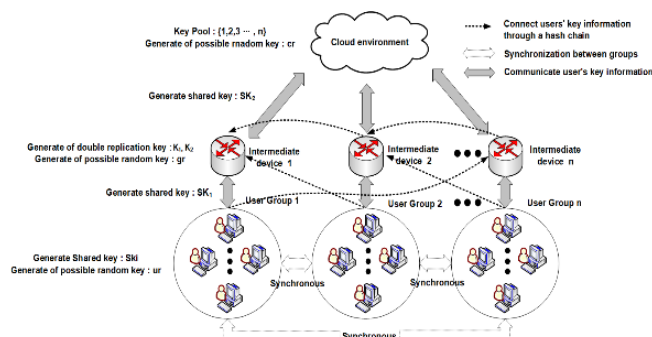 Key Pool : {1,2,3 ··· , n}
Generate of possible rnadom key : cr
Cloud environment
Connect users' key information
through a hash chain
Synchronization between groups
Communicate user's key information
Generate shared key : SK₂
Generate of double replication key : K₁, K₂
Generate of possible random key : gr
Intermediate
device 1
Intermediate
device 2
Intermediate
device n
Generate shared key : SK₁
User Group 1
User Group 2
User Group n
Generate Shared key : Ski
Generate of possible random key : ur
Synchronous
Synchronous
Synchronous